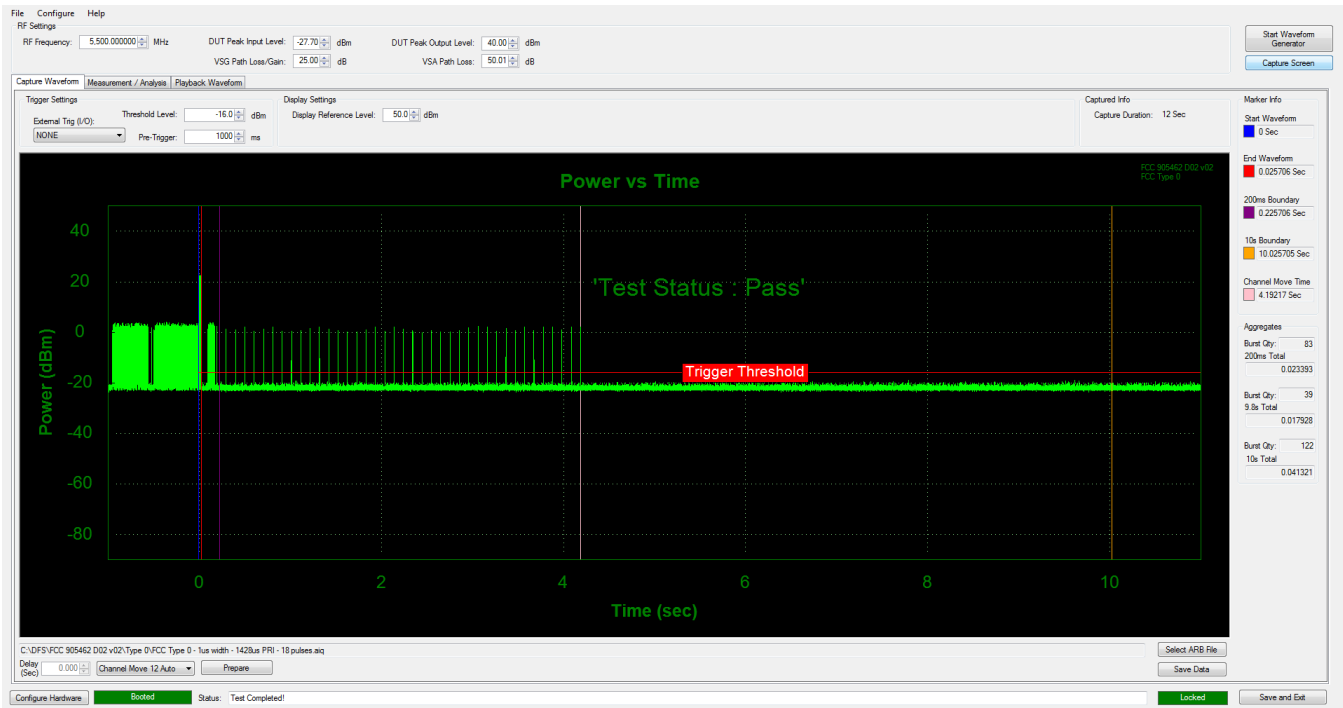 File Configure Help
RF Settings
RF Frequency: 5,500.000000 MHz DUT Peak Input Level: -27.70 dBm DUT Peak Output Level: 40.00 dBm
VSG Path Loss/Gain: 25.00 dB VSA Path Loss: 50.01 dB
Start Waveform
Generator
Capture Screen
Capture Waveform Measurement / Analysis Playback Waveform
Trigger Settings
External Trig (I/O):
NONE
Threshold Level: -16.0 dBm
Pre-Trigger: 1000 ms
Display Settings
Display Reference Level: 50.0 dBm
Captured Info
Capture Duration: 12 Sec
Power vs Time
FCC 905462 D02 v02
FCC Type 0
'Test Status : Pass'
Trigger Threshold
Power (dBm)
40
20
0
-20
-40
-60
-80
0 2 4 6 8 10
Time (sec)
Marker Info
Start Waveform
0 Sec
End Waveform
0.025706 Sec
200ms Boundary
0.225706 Sec
10s Boundary
10.025705 Sec
Channel Move Time
4.19217 Sec
Aggregates
Burst Qty: 83
200ms Total
0.023393
Burst Qty: 39
9.8s Total
0.017928
Burst Qty: 122
10s Total
0.041321
C:\DFS\FCC 905462 D02 v02\Type 0\FCC Type 0 - 1us width - 1428us PRI - 18 pulses.aiq
Select ARB File
Delay
(Sec) 0.000 Channel Move 12 Auto Prepare
Save Data
Configure Hardware Booted Status: Test Completed! Locked Save and Exit